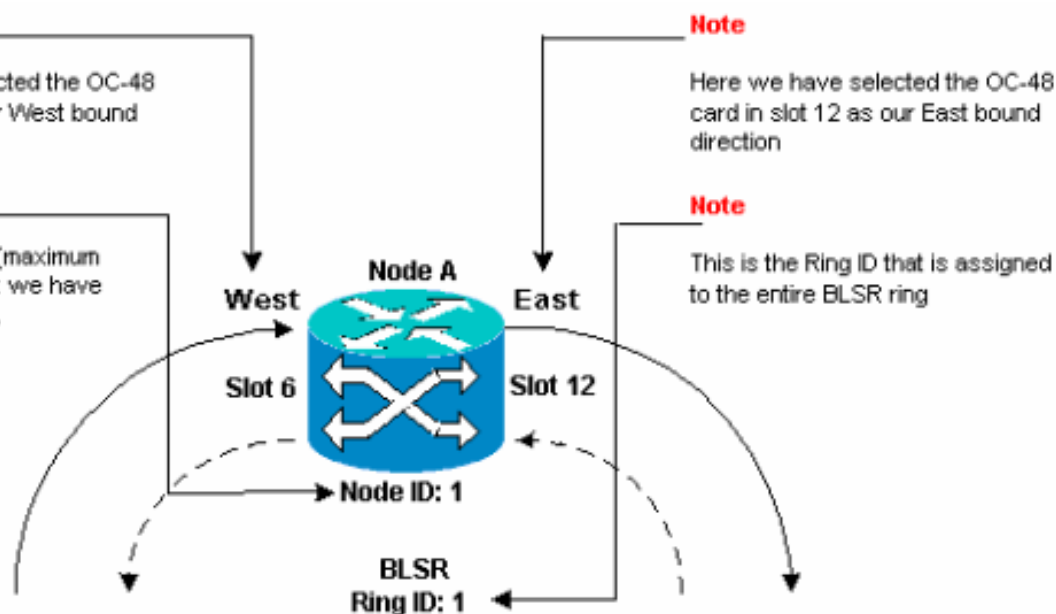 cted the OC-48
West bound
(maximum
we have
Note
Here we have selected the OC-48
card in slot 12 as our East bound
direction
Note
This is the Ring ID that is assigned
to the entire BLSR ring
Node A
West
East
Slot 6
Slot 12
Node ID: 1
BLSR
Ring ID: 1